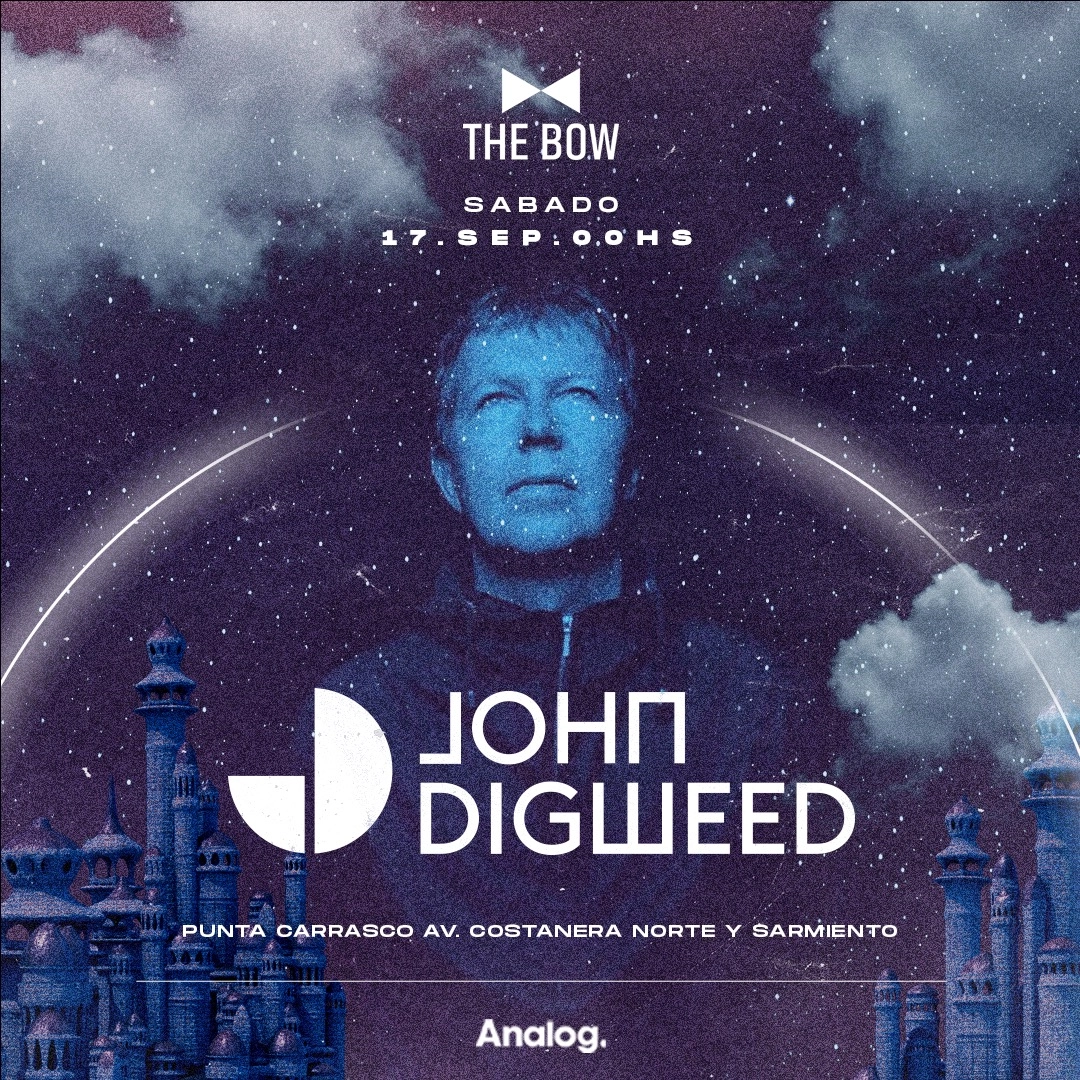 THE BOW
SABADO
17.SEP.00HS
JOHN
DIGWEED
PUNTA CARRASCO AV. COSTANERA NORTE Y SARMIENTO
Analog.